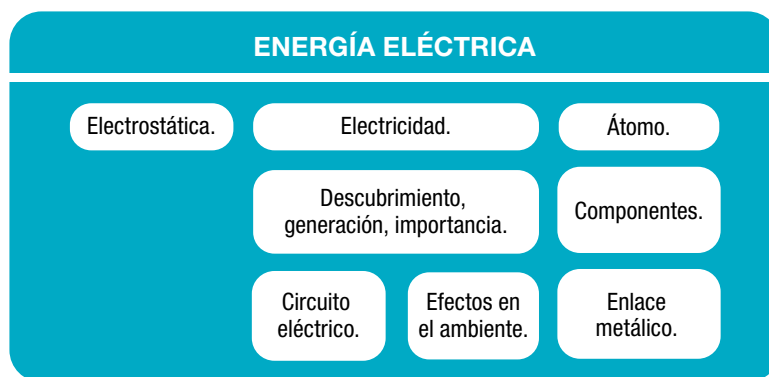 ENERGÍA ELÉCTRICA
Electrostática.
Electricidad.
Átomo.
Descubrimiento,
generación, importancia.
Componentes.
Circuito
eléctrico.
Efectos en
el ambiente.
Enlace
metálico.